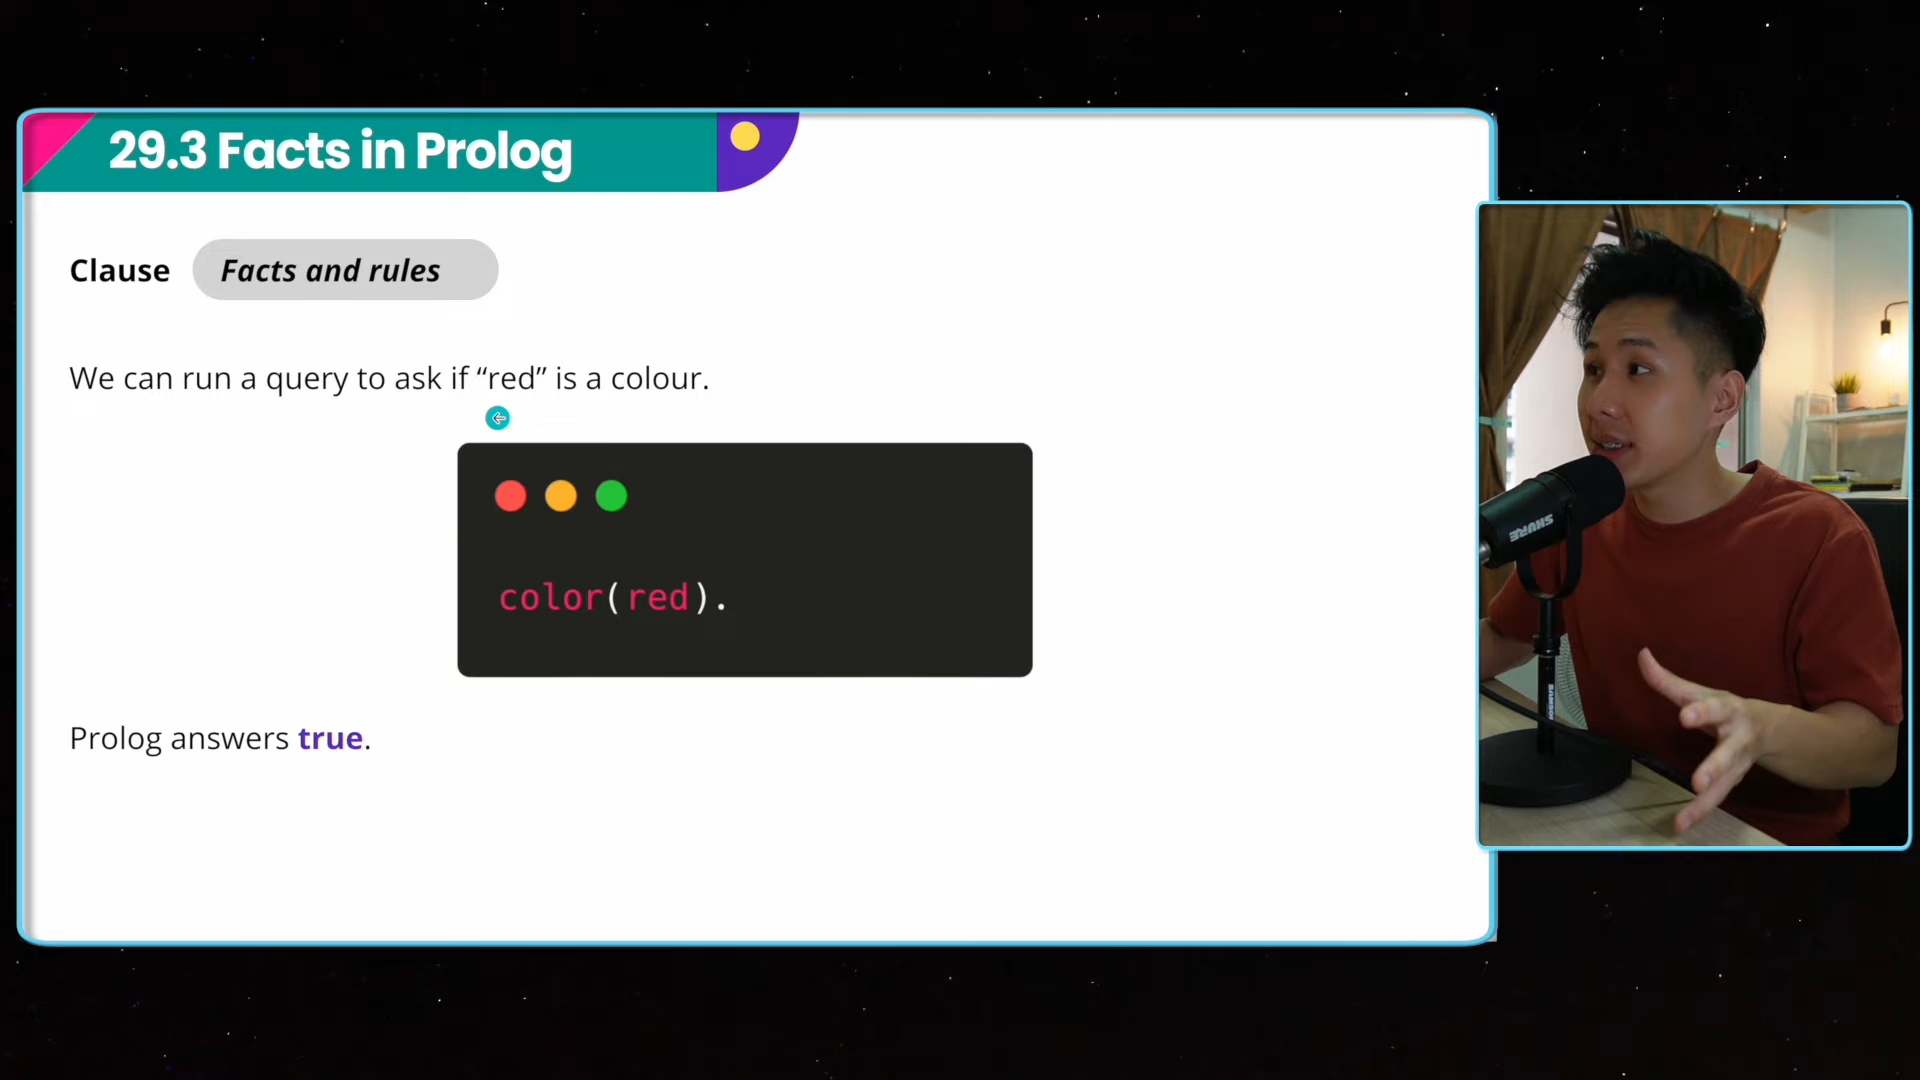 29.3 Facts in Prolog
Clause Facts and rules
We can run a query to ask if “red” is a colour.
color(red).
Prolog answers true.
SHURE
SAMSON